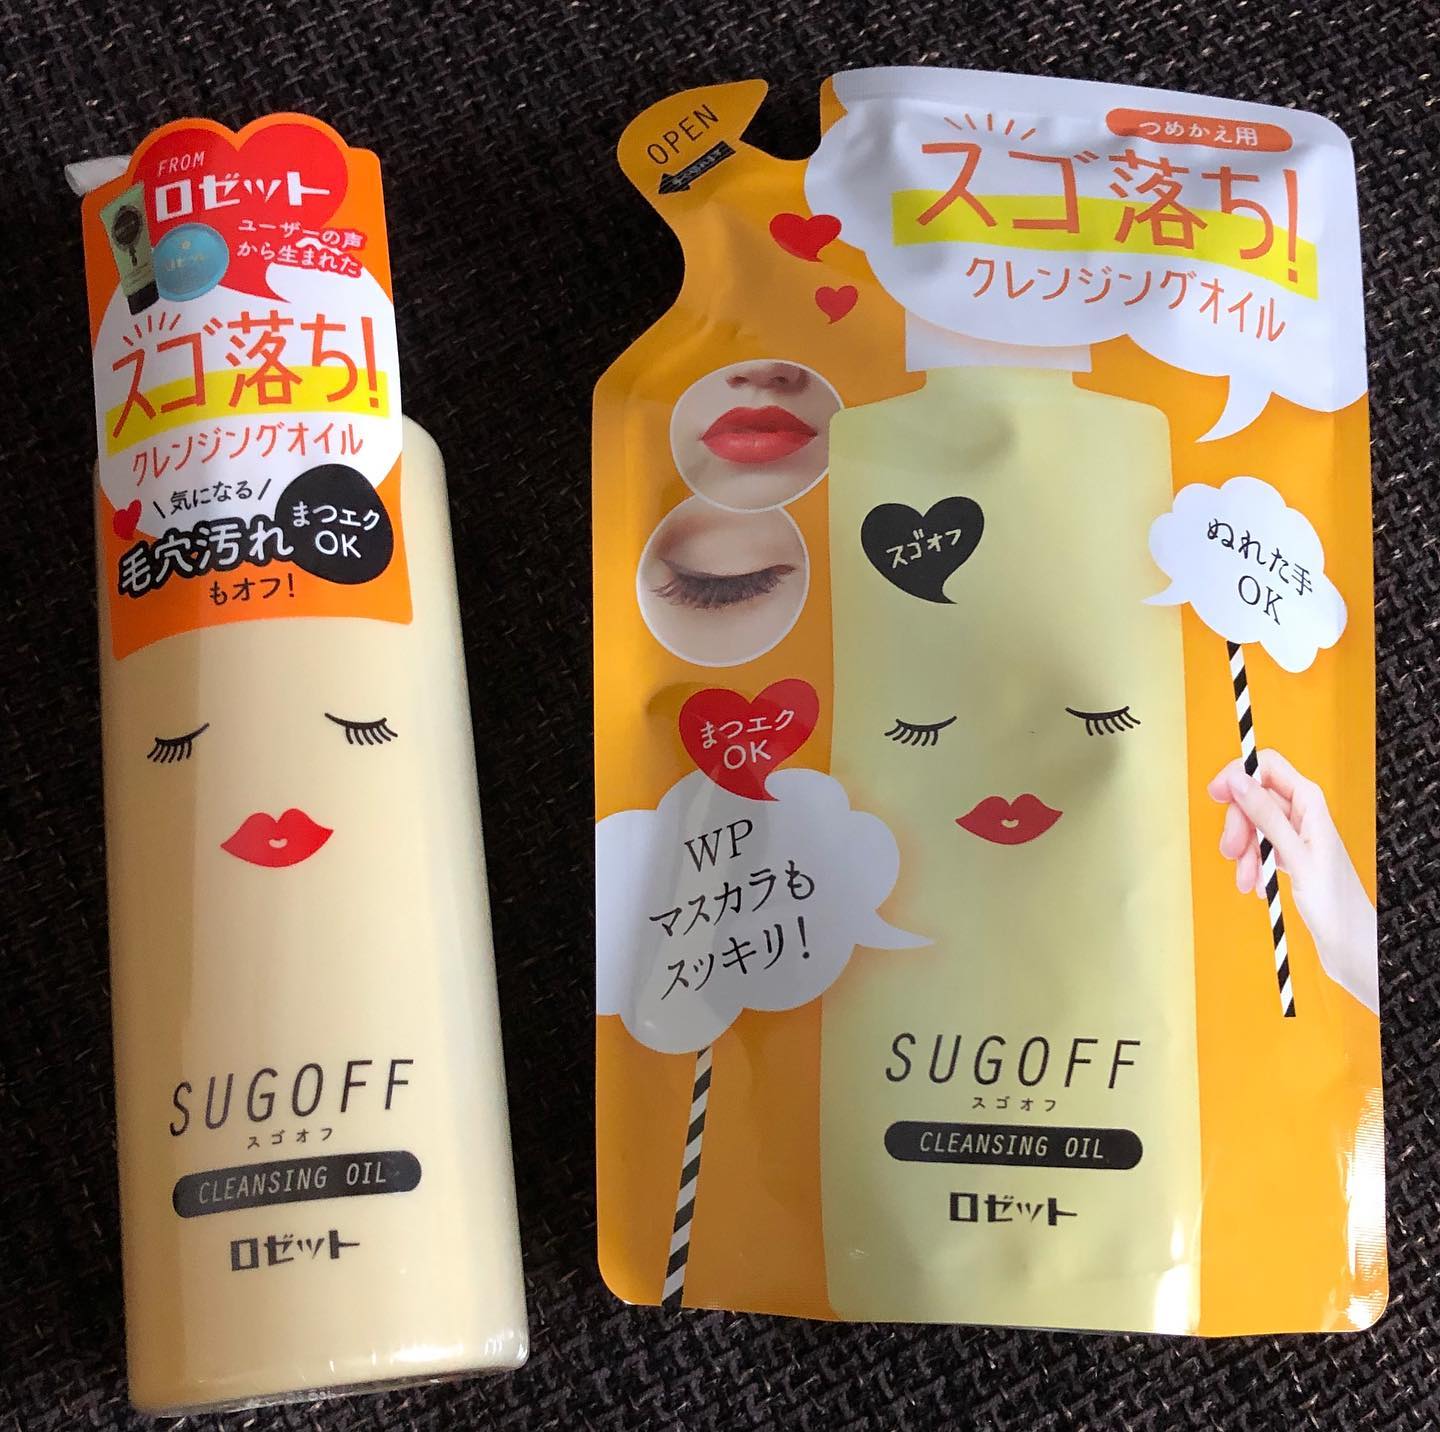 FROM
ロゼット
ユーザーの声
から生まれた
スゴ落ち!
クレンジングオイル
\気になる/
毛穴汚れ
もオフ!
まつエク
OK
SUGOFF
スゴオフ
CLEANSING OIL
ロゼット
OPEN
つめかえ用
スゴ落ち!
クレンジングオイル
スゴオフ
ぬれた手
OK
まつエク
OK
WP
マスカラも
スッキリ!
SUGOFF
スゴオフ
CLEANSING OIL
ロゼット